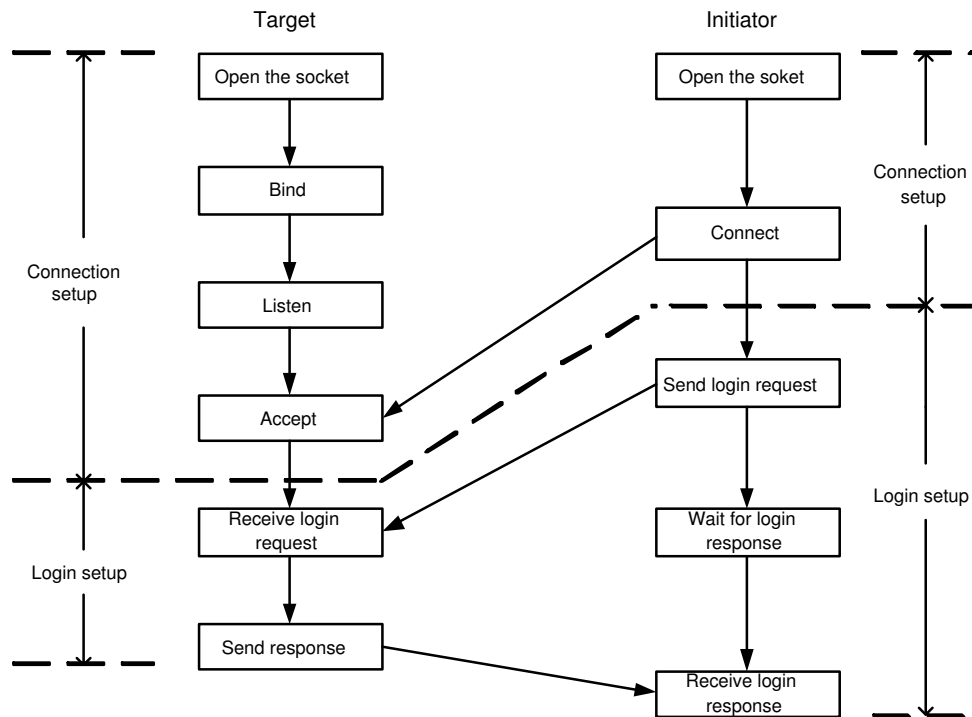 Target
Initiator
Open the socket
Open the soket
Bind
Connection
setup
Connect
Connection
setup
Listen
Send login request
Accept
Login setup
Receive login
request
Wait for login
response
Login setup
Send response
Receive login
response